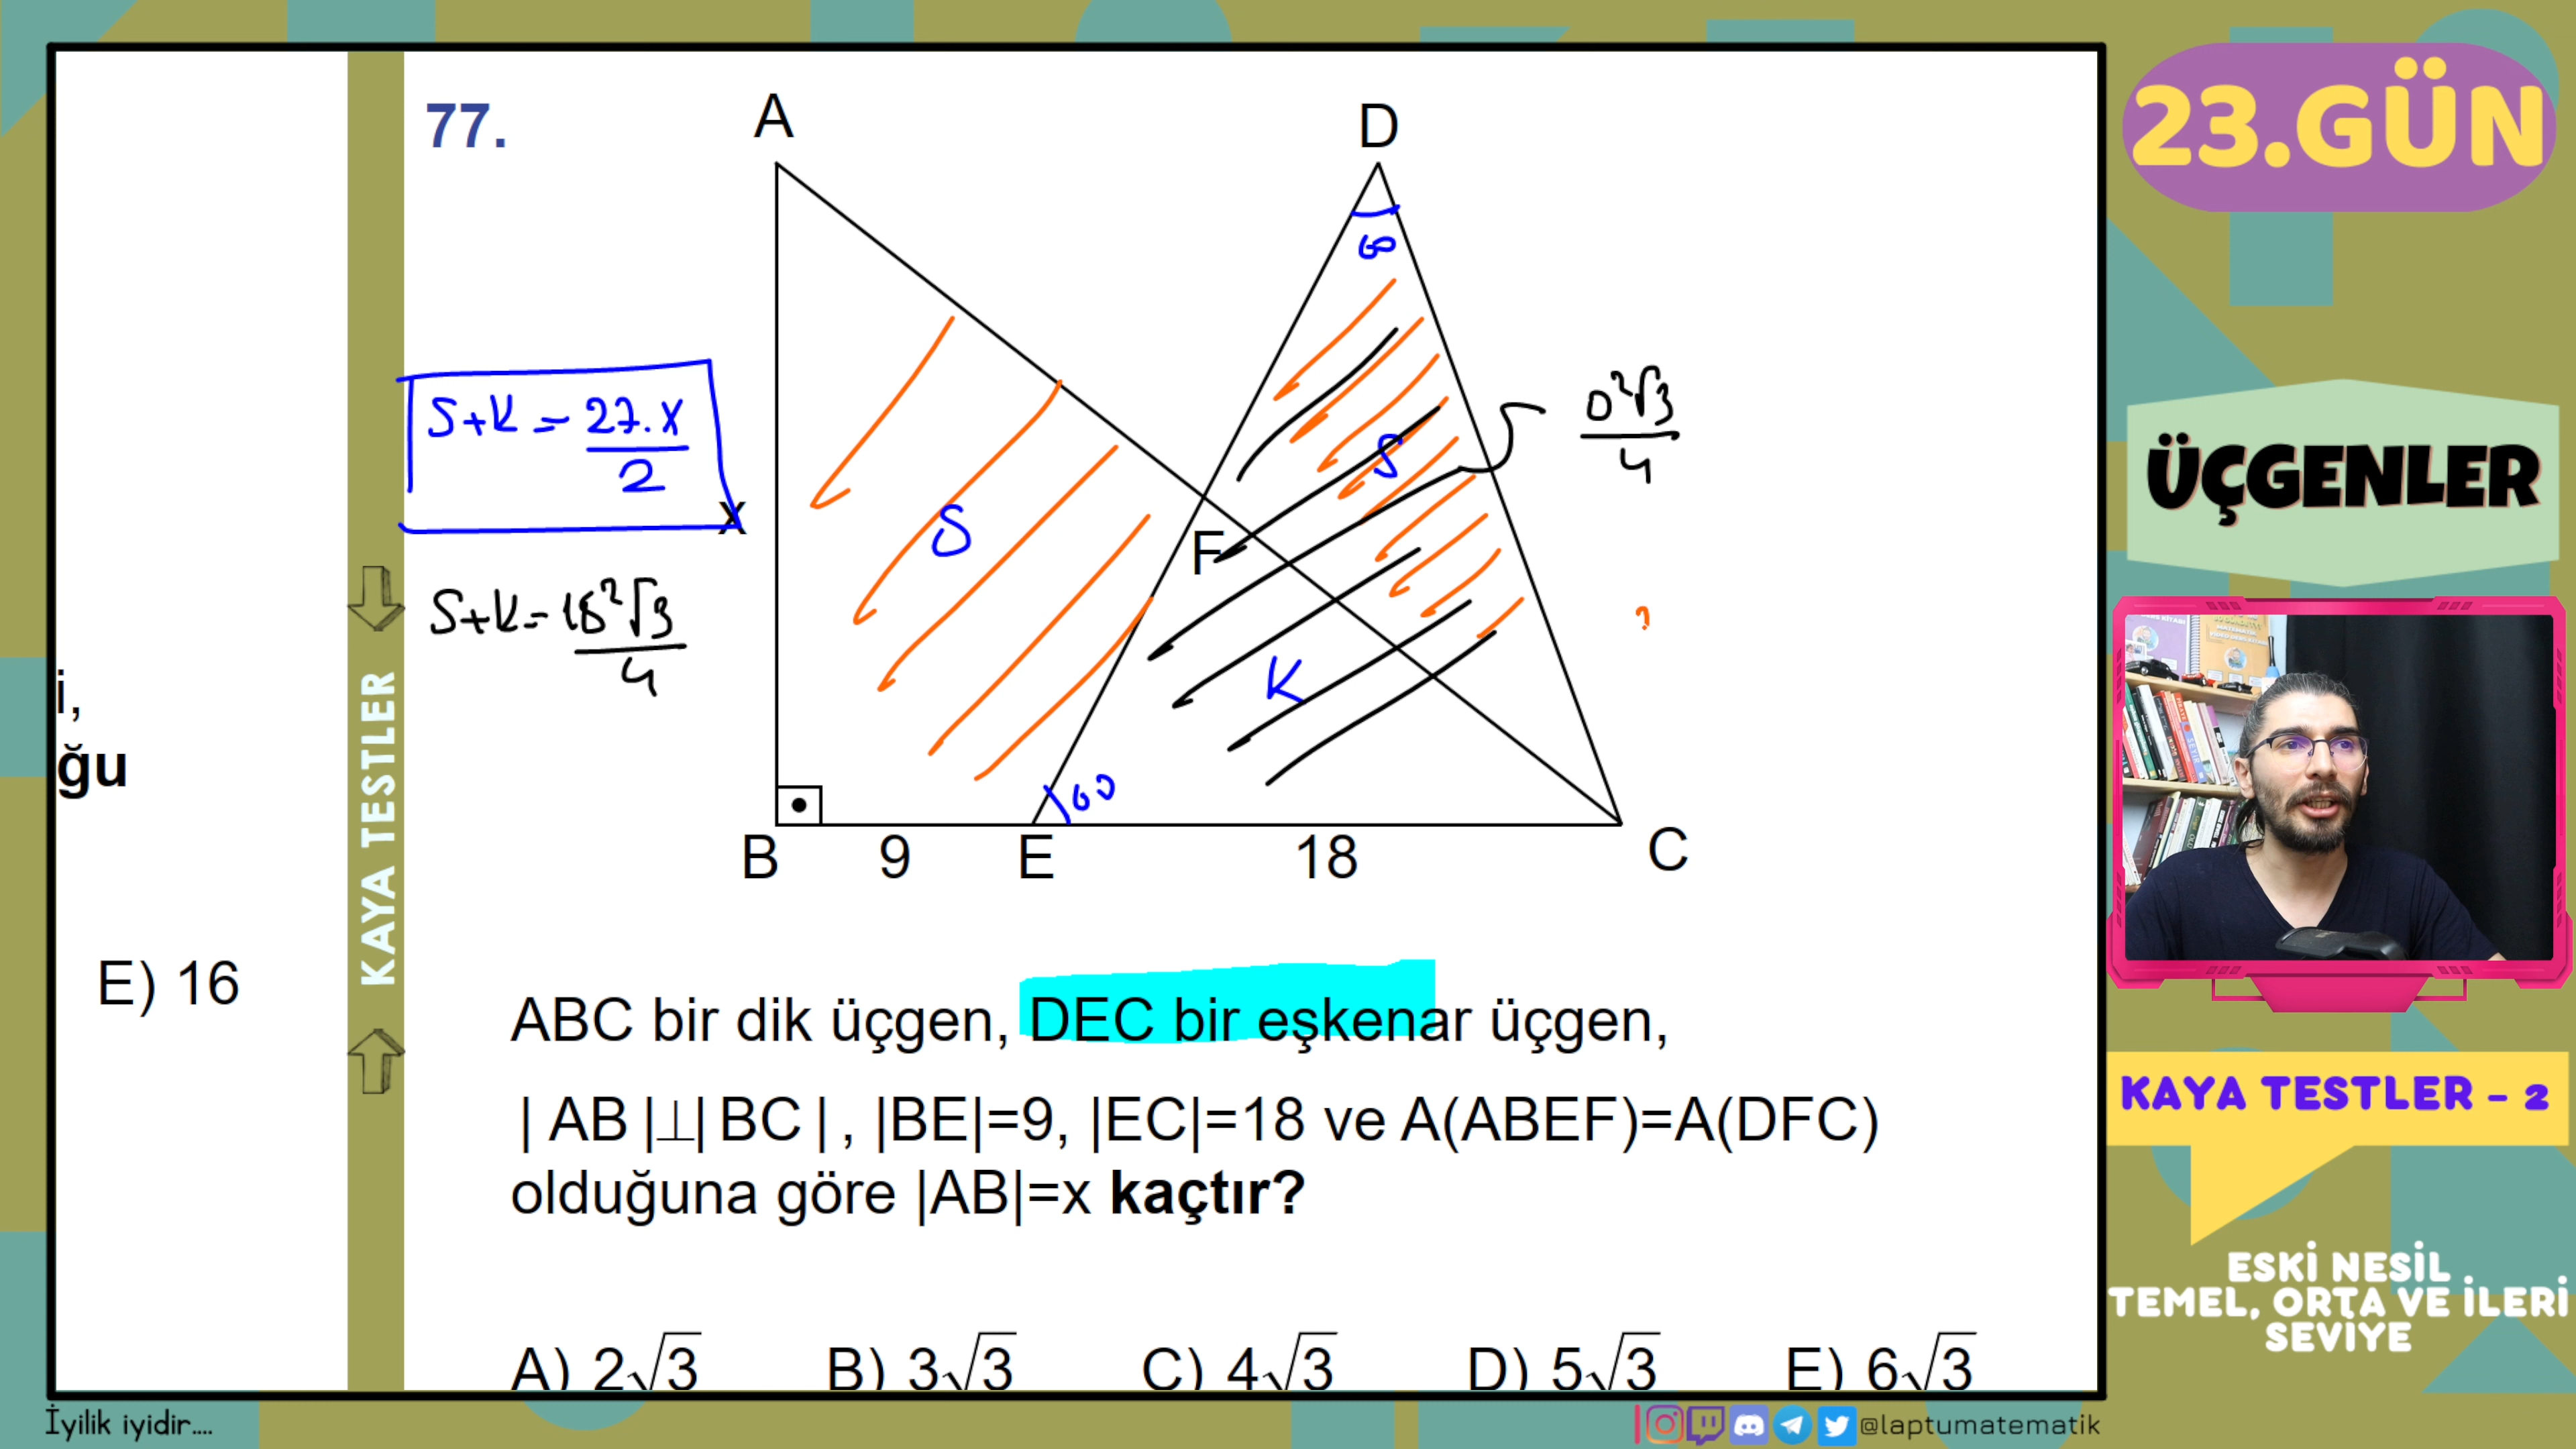 23.GÜN
77.
A
D
60
S+K = 27.x
2
x
S
S
0²√3
4
F
S+K = 18²√3
4
K
?
60
B 9 E 18 C
i,
ğu
E) 16
KAYA TESTLER
ABC bir dik üçgen, DEC bir eşkenar üçgen,
| AB |⊥| BC | , |BE|=9, |EC|=18 ve A(ABEF)=A(DFC)
olduğuna göre |AB|=x kaçtır?
A) 2√3 B) 3√3 C) 4√3 D) 5√3 E) 6√3
ÜÇGENLER
KAYA TESTLER - 2
ESKİ NESİL
TEMEL, ORTA VE İLERİ
SEVİYE
İyilik iyidir....
@laptumatematik